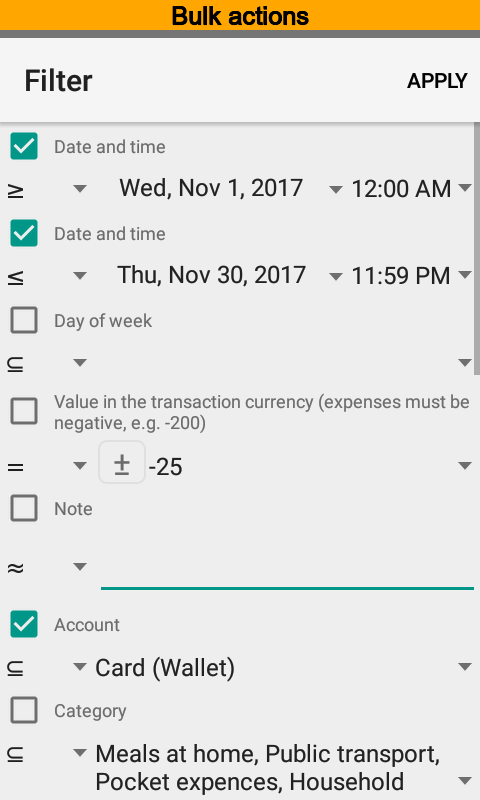 Bulk actions
Filter
APPLY
Date and time
≥ Wed, Nov 1, 2017 12:00 AM
Date and time
≤ Thu, Nov 30, 2017 11:59 PM
Day of week
⊆
Value in the transaction currency (expenses must be
negative, e.g. -200)
= ± -25
Note
≈
Account
⊆ Card (Wallet)
Category
⊆ Meals at home, Public transport,
Pocket expences, Household